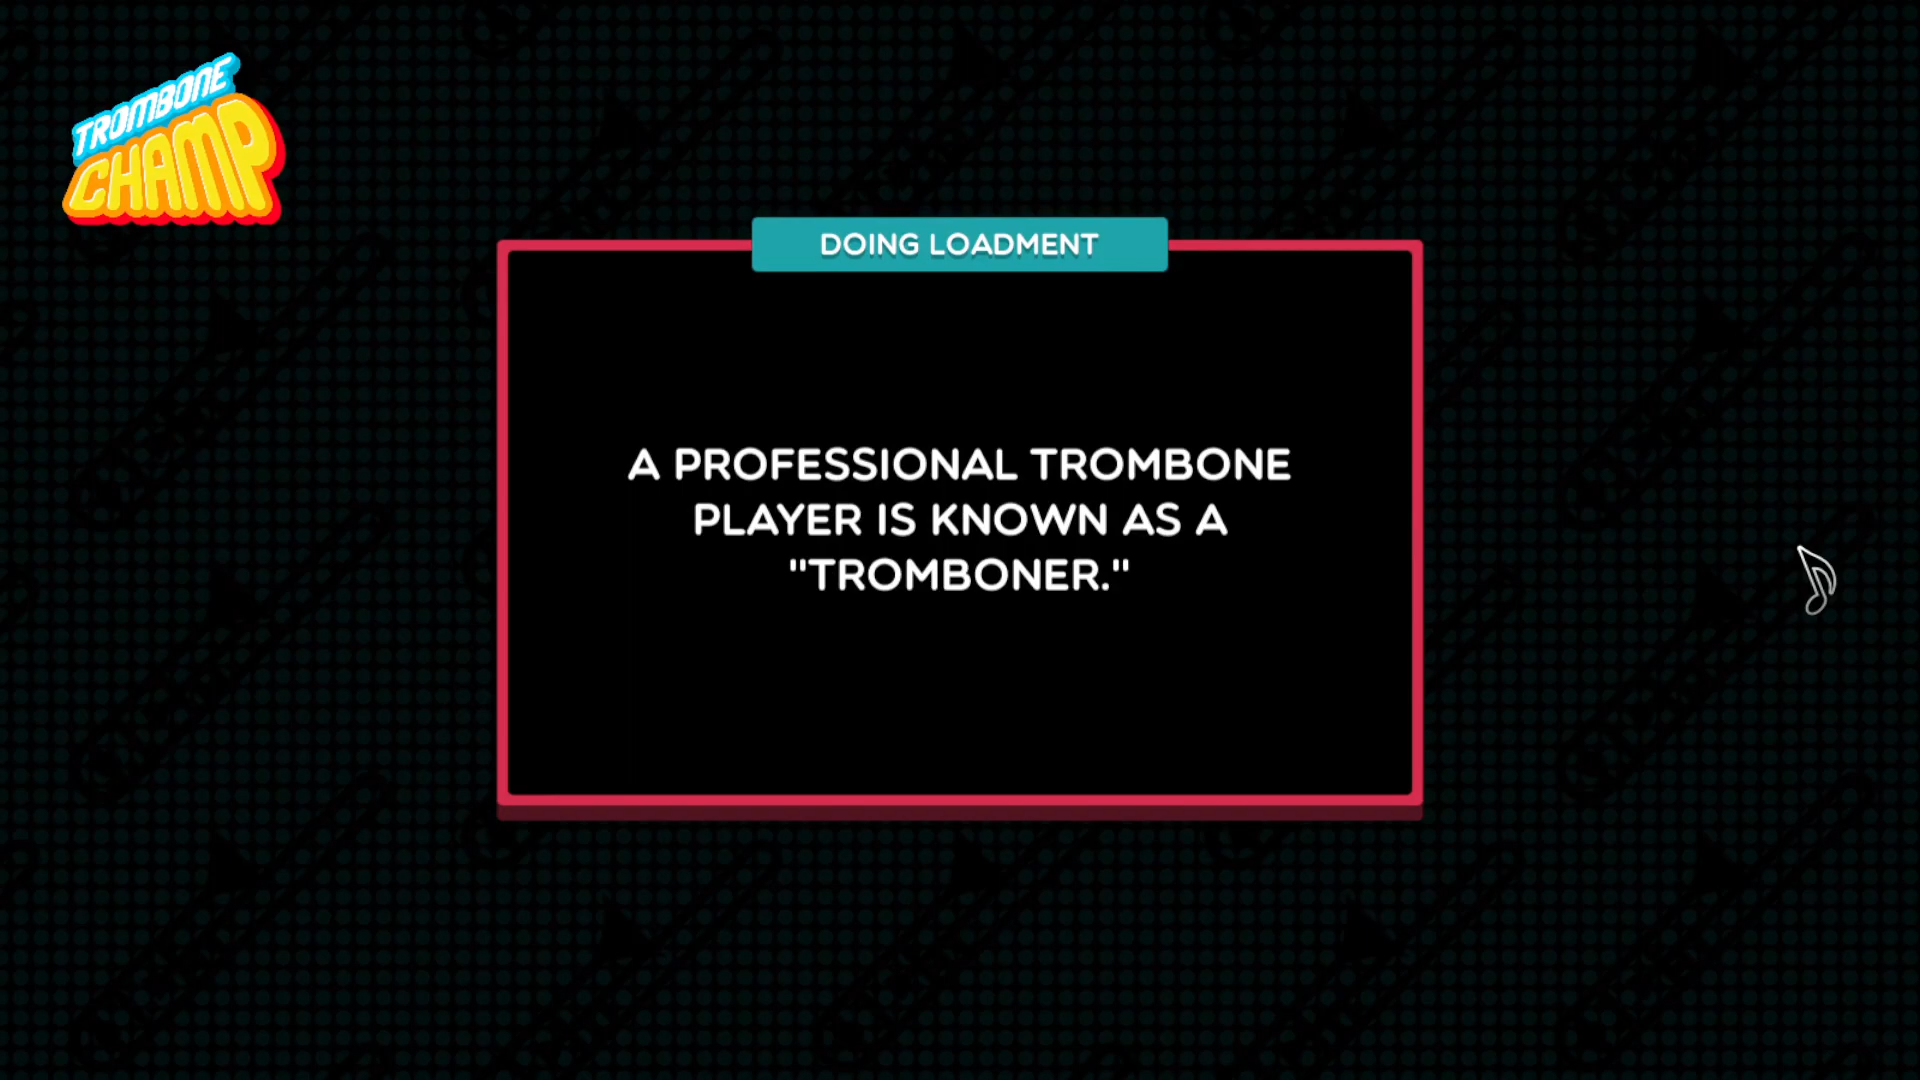 TROMBONE
CHAMP
DOING LOADMENT
A PROFESSIONAL TROMBONE
PLAYER IS KNOWN AS A
"TROMBONER."